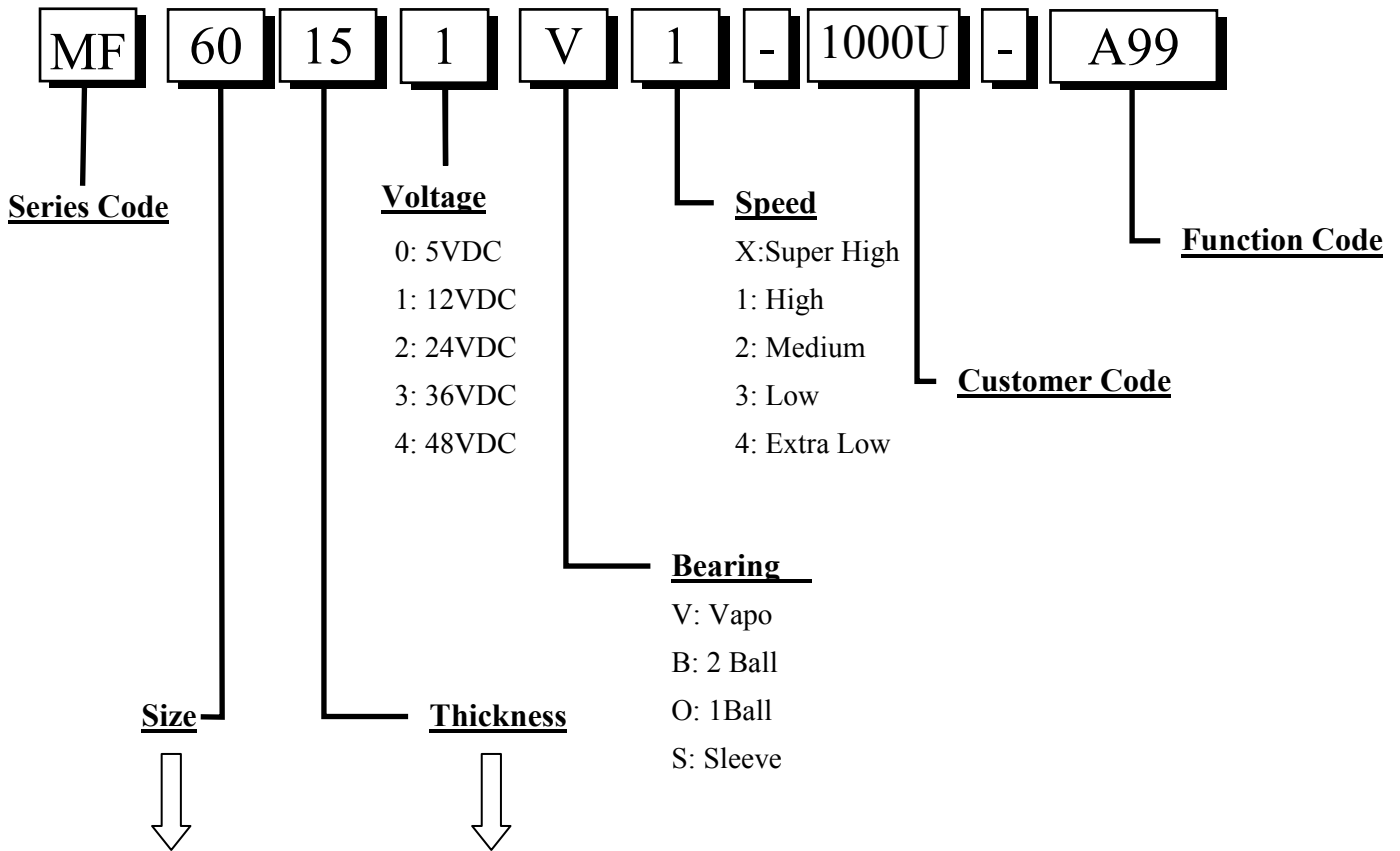 MF 60 15 1 V 1 - 1000U - A99
Series Code
Voltage
0: 5VDC
1: 12VDC
2: 24VDC
3: 36VDC
4: 48VDC
Speed
X:Super High
1: High
2: Medium
3: Low
4: Extra Low
Function Code
Customer Code
Bearing
V: Vapo
B: 2 Ball
O: 1Ball
S: Sleeve
Size
Thickness